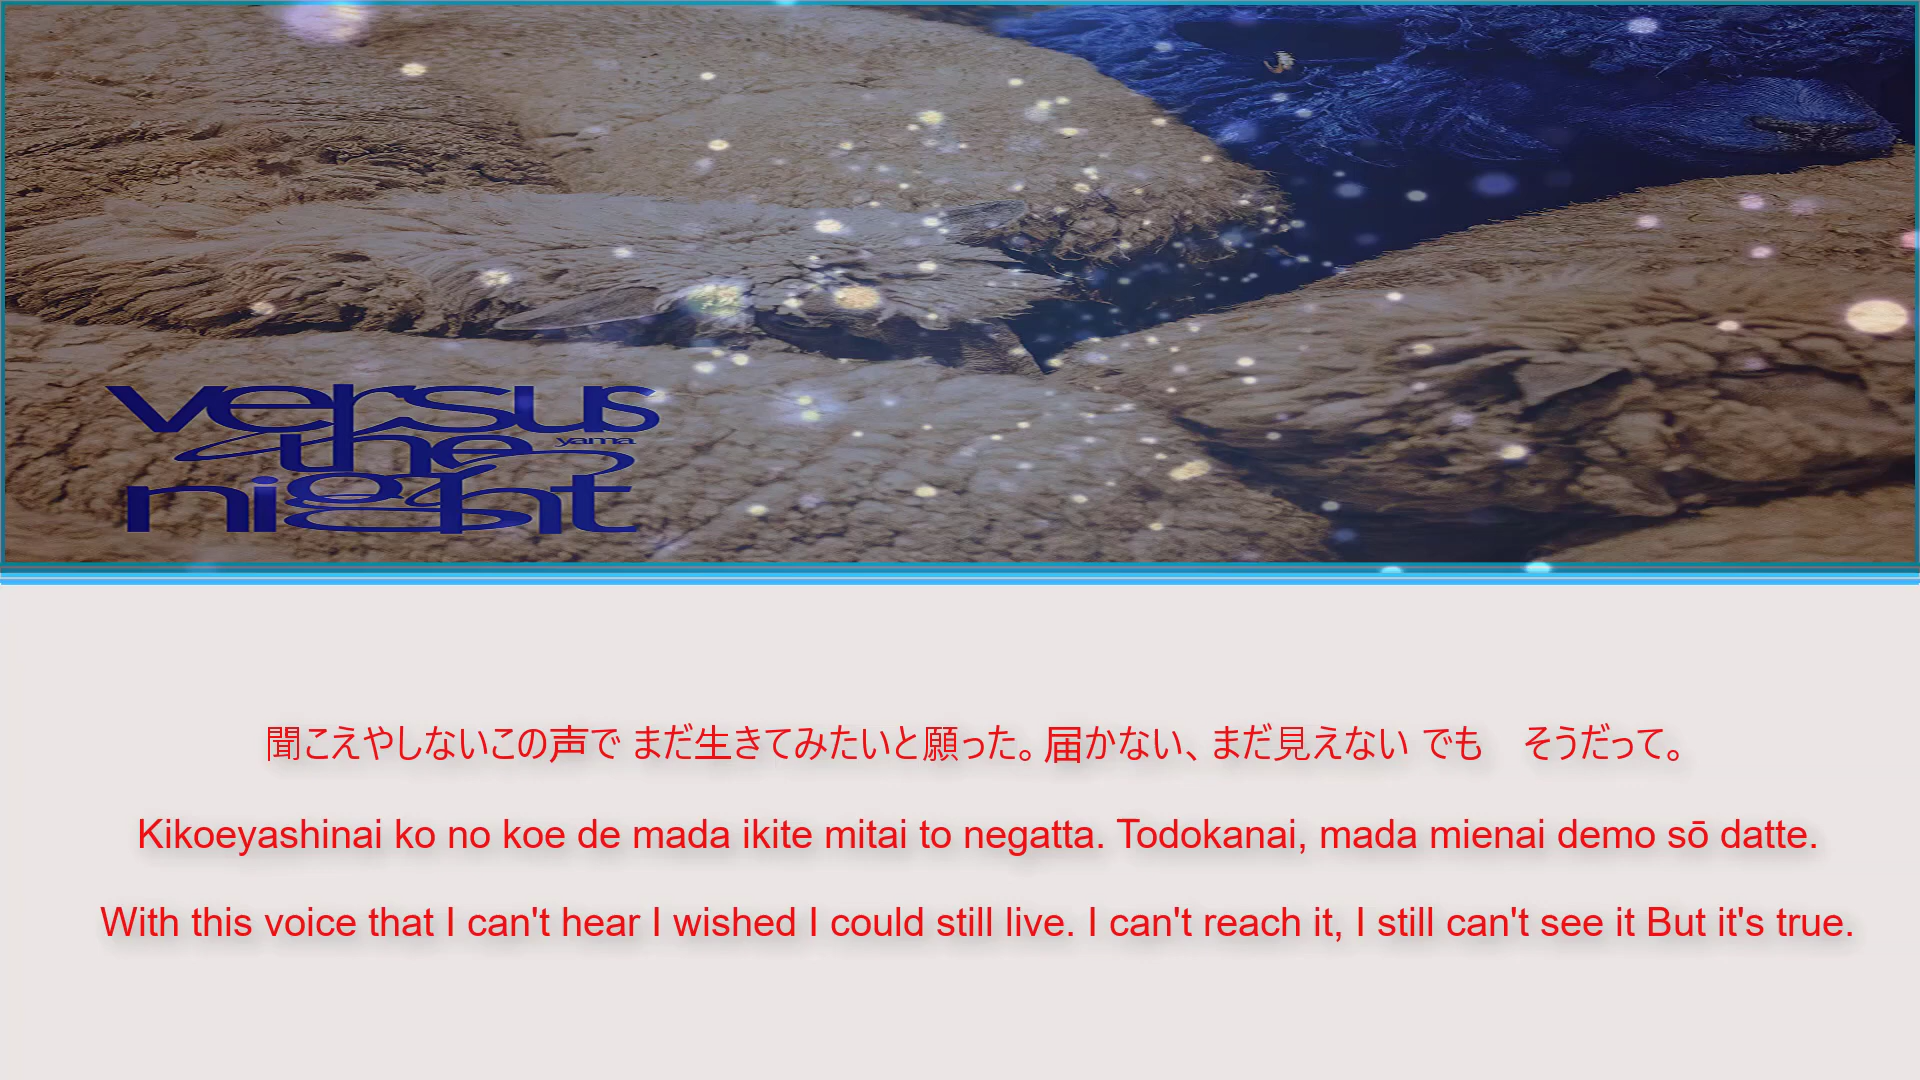 versus
the
yama
night
聞こえやしないこの声で まだ生きてみたいと願った。届かない、まだ見えない でも　そうだって。
Kikoeyashinai ko no koe de mada ikite mitai to negatta. Todokanai, mada mienai demo sō datte.
With this voice that I can't hear I wished I could still live. I can't reach it, I still can't see it But it's true.